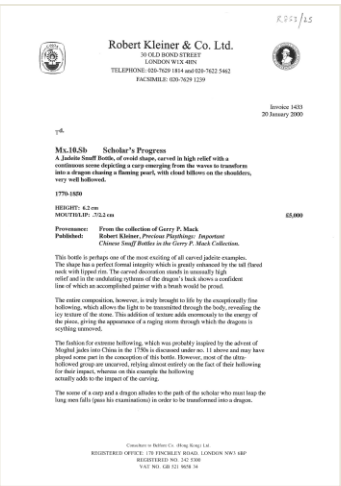 R862/25
Robert Kleiner & Co. Ltd.
30 OLD BOND STREET
LONDON W1X 4HN
TELEPHONE: 020-7629 1814 and 020-7622 5462
FACSIMILE: 020-7629 1239
Invoice 1433
20 January 2000
Mx.10.Sb Scholar's Progress
A Jadeite Snuff Bottle, of ovoid shape, carved in high relief with a
continuous scene depicting a carp emerging from the waves to transform
into a dragon chasing a flaming pearl, with cloud billows on the shoulders,
very well hollowed.
1770-1850
HEIGHT: 6.2 cm
MOUTH/LIP: .7/2.2 cm £5,000
Provenance: From the collection of Gerry P. Mack
Published: Robert Kleiner, Precious Playthings: Important
Chinese Snuff Bottles in the Gerry P. Mack Collection.
This bottle is perhaps one of the most exciting of all carved jadeite examples.
The shape has a perfect formal integrity which is greatly enhanced by the tall flared
neck with lipped rim. The carved decoration stands in unusually high
relief and in the undulating rythmns of the dragon's back shows a confident
line of which an accomplished painter with a brush would be proud.
The entire composition, however, is truly brought to life by the exceptionally fine
hollowing, which allows the light to be transmitted through the body, revealing the
icy texture of the stone. This addition of texture adds enormously to the energy of
the piece, giving the appearance of a raging storm through which the dragons is
scything unmoved.
The fashion for extreme hollowing, which was probably inspired by the advent of
Mughal jades into China in the 1750s is discussed under no. 11 above and may have
played some part in the conception of this bottle. However, most of the ultra-
hollowed group are uncarved, relying almost entirely on the fact of their hollowing
for their impact, whereas on this example the hollowing
actually adds to the impact of the carving.
The scene of a carp and a dragon alludes to the path of the scholar who must leap the
lung men falls (pass his examinations) in order to be transformed into a dragon.
Consultant to Belfont Co. (Hong Kong) Ltd.
REGISTERED OFFICE: 170 FINCHLEY ROAD, LONDON NW3 6BP
REGISTERED NO. 242 5300
VAT NO. GB 521 9058 34